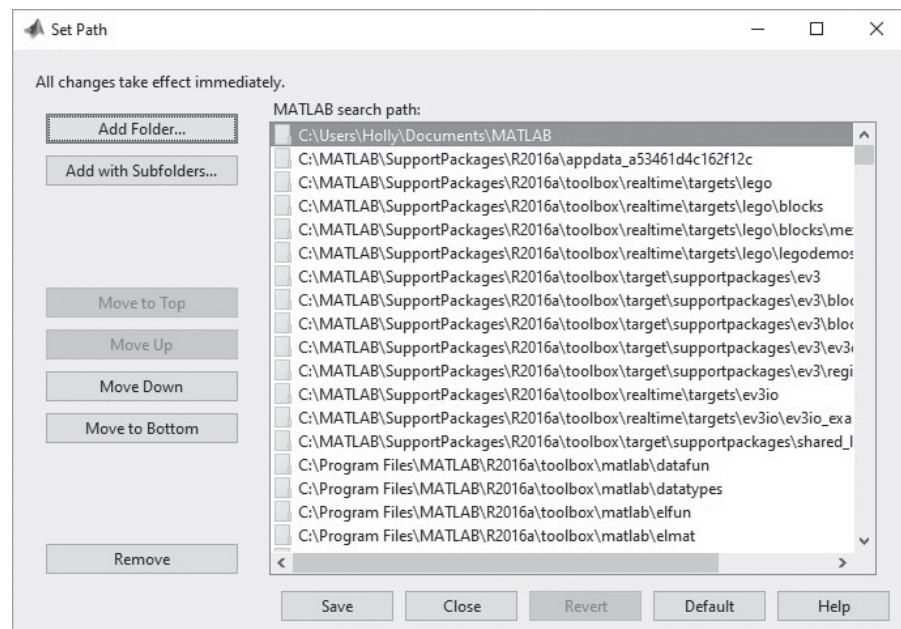 Set Path
All changes take effect immediately.
MATLAB search path:
Add Folder...
Add with Subfolders...
Move to Top
Move Up
Move Down
Move to Bottom
Remove
C:\Users\Holly\Documents\MATLAB
C:\MATLAB\SupportPackages\R2016a\appdata_a53461d4c162f12c
C:\MATLAB\SupportPackages\R2016a\toolbox\realtime\targets\lego
C:\MATLAB\SupportPackages\R2016a\toolbox\realtime\targets\lego\blocks
C:\MATLAB\SupportPackages\R2016a\toolbox\realtime\targets\lego\blocks\me
C:\MATLAB\SupportPackages\R2016a\toolbox\realtime\targets\lego\legodemos
C:\MATLAB\SupportPackages\R2016a\toolbox\target\supportpackages\ev3
C:\MATLAB\SupportPackages\R2016a\toolbox\target\supportpackages\ev3\bloc
C:\MATLAB\SupportPackages\R2016a\toolbox\target\supportpackages\ev3\bloc
C:\MATLAB\SupportPackages\R2016a\toolbox\target\supportpackages\ev3\ev3
C:\MATLAB\SupportPackages\R2016a\toolbox\target\supportpackages\ev3\regi
C:\MATLAB\SupportPackages\R2016a\toolbox\realtime\targets\ev3io
C:\MATLAB\SupportPackages\R2016a\toolbox\realtime\targets\ev3io\ev3io_exa
C:\MATLAB\SupportPackages\R2016a\toolbox\target\supportpackages\shared_l
C:\Program Files\MATLAB\R2016a\toolbox\matlab\datafun
C:\Program Files\MATLAB\R2016a\toolbox\matlab\datatypes
C:\Program Files\MATLAB\R2016a\toolbox\matlab\elfun
C:\Program Files\MATLAB\R2016a\toolbox\matlab\elmat
Save
Close
Revert
Default
Help